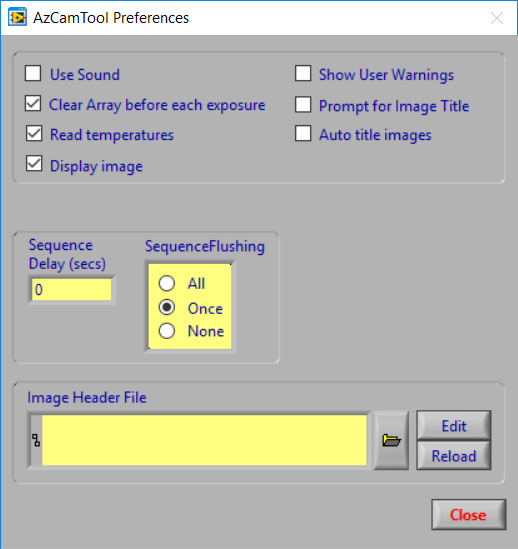 AzCamTool Preferences
Use Sound
Show User Warnings
Clear Array before each exposure
Prompt for Image Title
Read temperatures
Auto title images
Display image
Sequence
Delay (secs)
0
SequenceFlushing
All
Once
None
Image Header File
Edit
Reload
Close